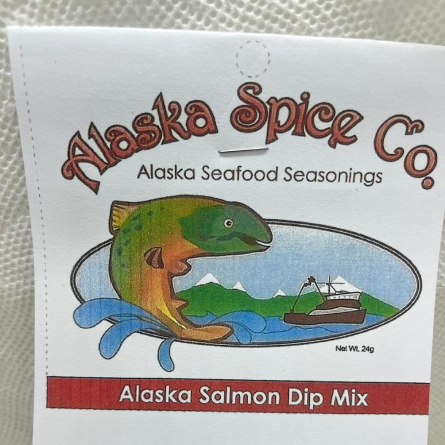 Alaska Spice Co.
Alaska Seafood Seasonings
Net Wt. 24g
Alaska Salmon Dip Mix